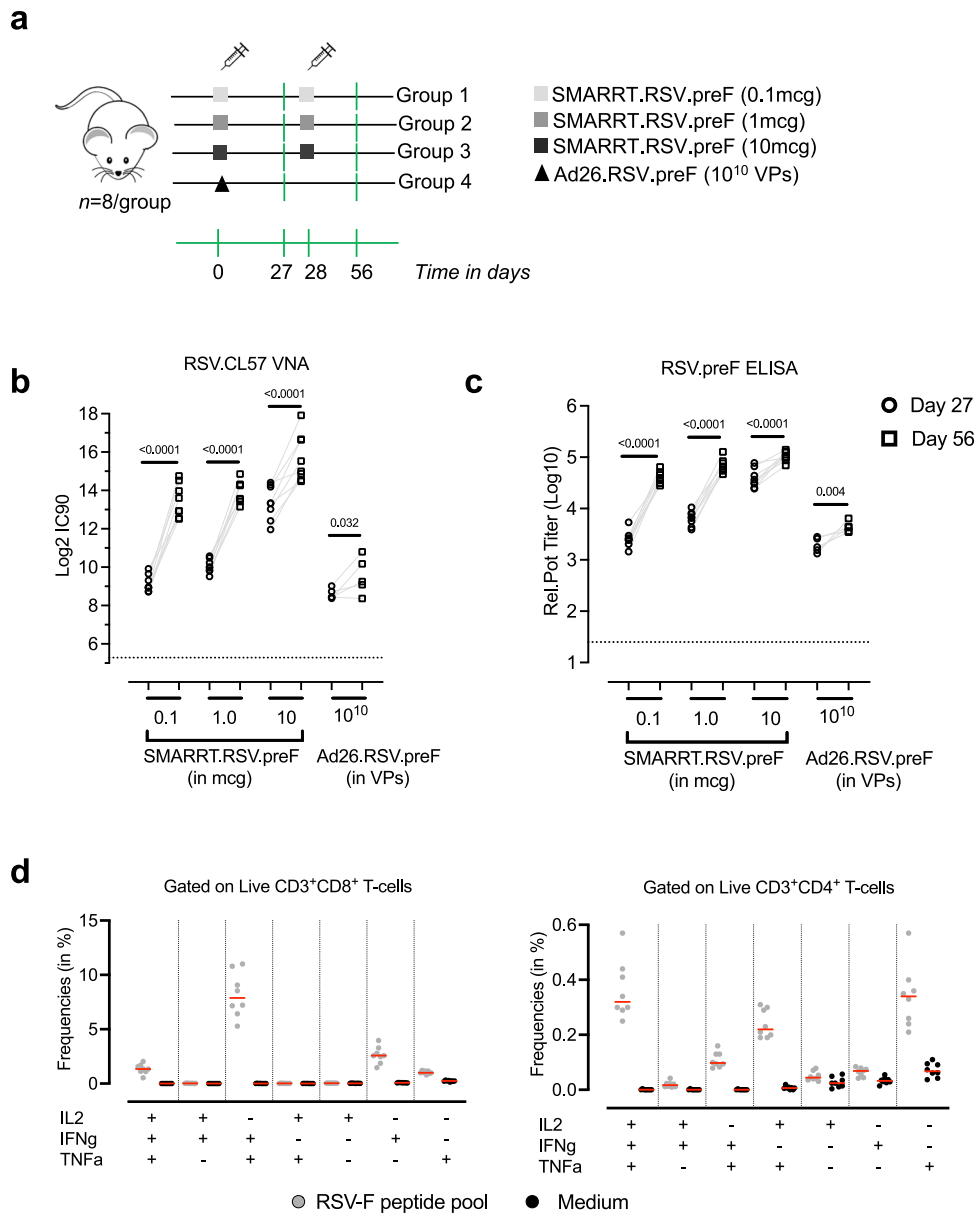 a
Group 1
Group 2
Group 3
Group 4
n=8/group
SMARRT.RSV.preF (0.1mcg)
SMARRT.RSV.preF (1mcg)
SMARRT.RSV.preF (10mcg)
Ad26.RSV.preF (10¹⁰ VPs)
0 27 28 56 Time in days
b
RSV.CL57 VNA
Log2 IC90
18
16
14
12
10
8
6
<0.0001 <0.0001 <0.0001 0.032
0.1 1.0 10 10¹⁰
SMARRT.RSV.preF Ad26.RSV.preF
(in mcg) (in VPs)
c
RSV.preF ELISA
Rel.Pot Titer (Log10)
6
5
4
3
2
1
<0.0001 <0.0001 <0.0001 0.004
0.1 1.0 10 10¹⁰
SMARRT.RSV.preF Ad26.RSV.preF
(in mcg) (in VPs)
Day 27
Day 56
d
Gated on Live CD3⁺CD8⁺ T-cells
Frequencies (in %)
15
10
5
0
IL2 + + - + + - -
IFNg + + + - - + -
TNFa + - + + - - +
Gated on Live CD3⁺CD4⁺ T-cells
Frequencies (in %)
0.6
0.4
0.2
0.0
IL2 + + - + + - -
IFNg + + + - - + -
TNFa + - + + - - +
RSV-F peptide pool Medium